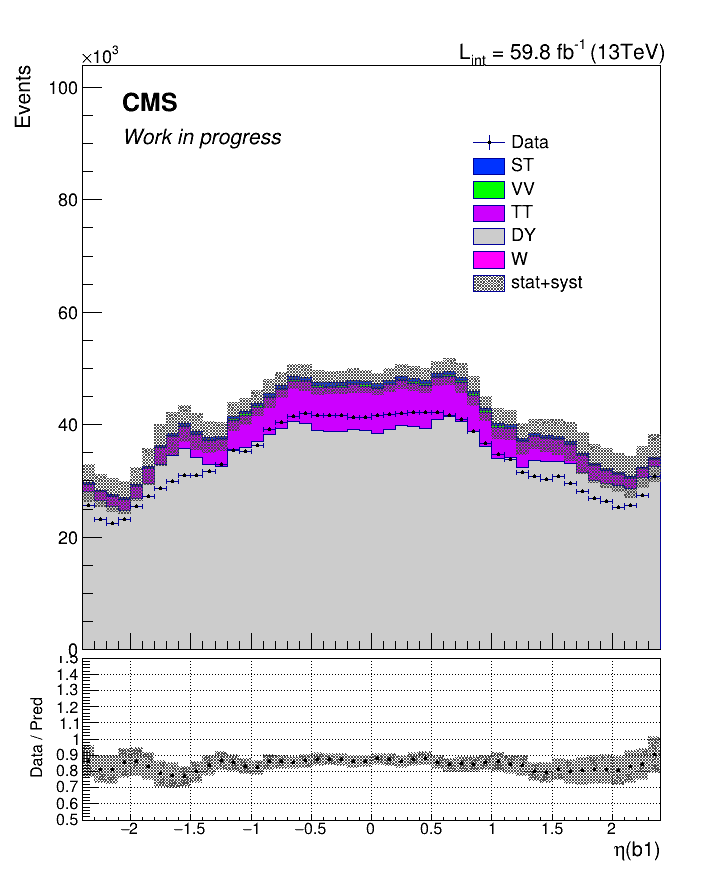 ×10³
L_int = 59.8 fb⁻¹ (13TeV)
Events
CMS
Work in progress
Data
ST
VV
TT
DY
W
stat+syst
100
80
60
40
20
0
Data / Pred
1.5
1.4
1.3
1.2
1.1
1
0.9
0.8
0.7
0.6
0.5
−2 −1.5 −1 −0.5 0 0.5 1 1.5 2
η(b1)